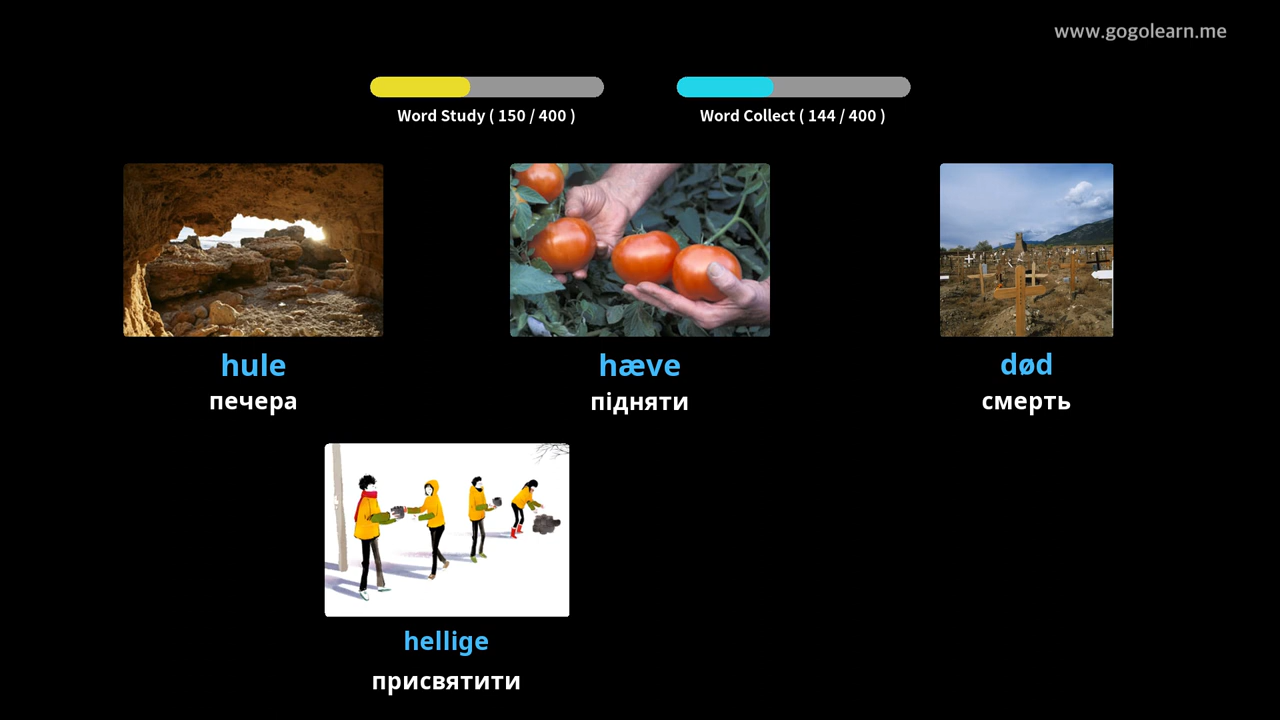 www.gogolearn.me
Word Study ( 150 / 400 )
Word Collect ( 144 / 400 )
hule
печера
hæve
підняти
død
смерть
hellige
присвятити